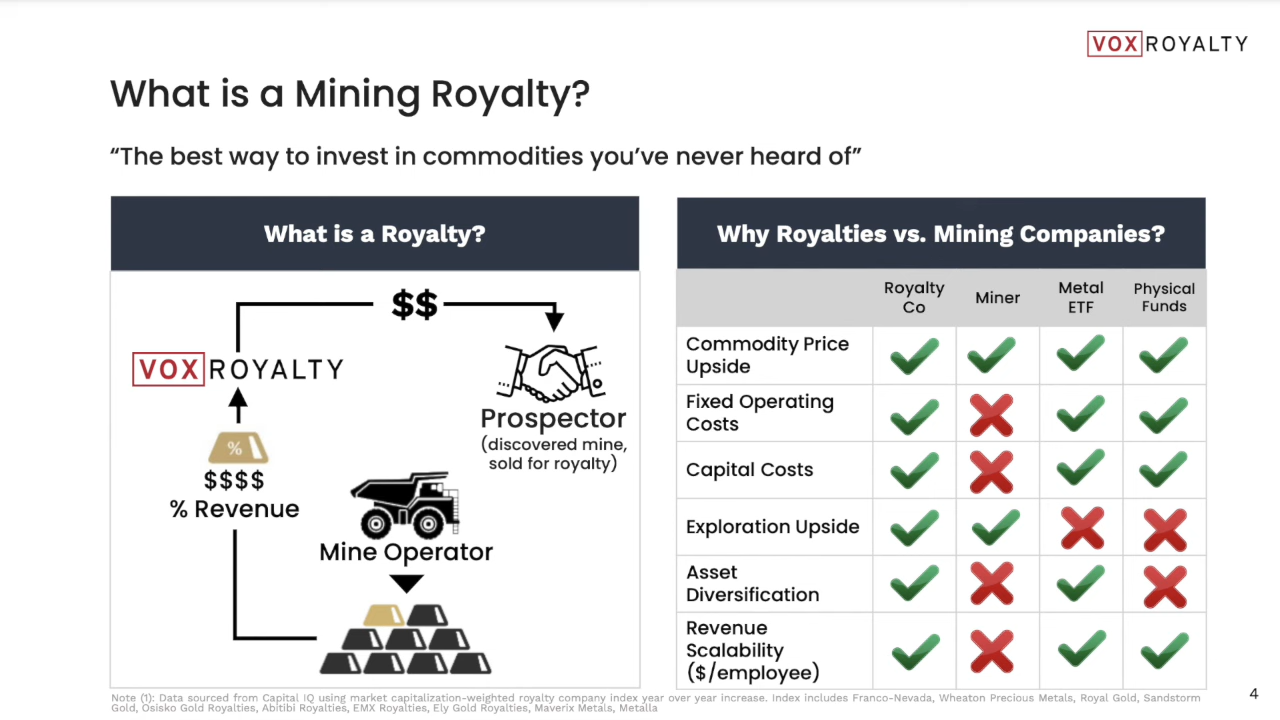 VOX ROYALTY
What is a Mining Royalty?
“The best way to invest in commodities you’ve never heard of”
What is a Royalty?
$$
VOX ROYALTY
Prospector
(discovered mine,
sold for royalty)
%
$$$$
% Revenue
Mine Operator
Why Royalties vs. Mining Companies?
Royalty
Co
Miner
Metal
ETF
Physical
Funds
Commodity Price
Upside
Fixed Operating
Costs
Capital Costs
Exploration Upside
Asset
Diversification
Revenue
Scalability
($/employee)
Note (1): Data sourced from Capital IQ using market capitalization-weighted royalty company index year over year increase. Index includes Franco-Nevada, Wheaton Precious Metals, Royal Gold, Sandstorm
Gold, Osisko Gold Royalties, Abitibi Royalties, EMX Royalties, Ely Gold Royalties, Maverix Metals, Metalla
4